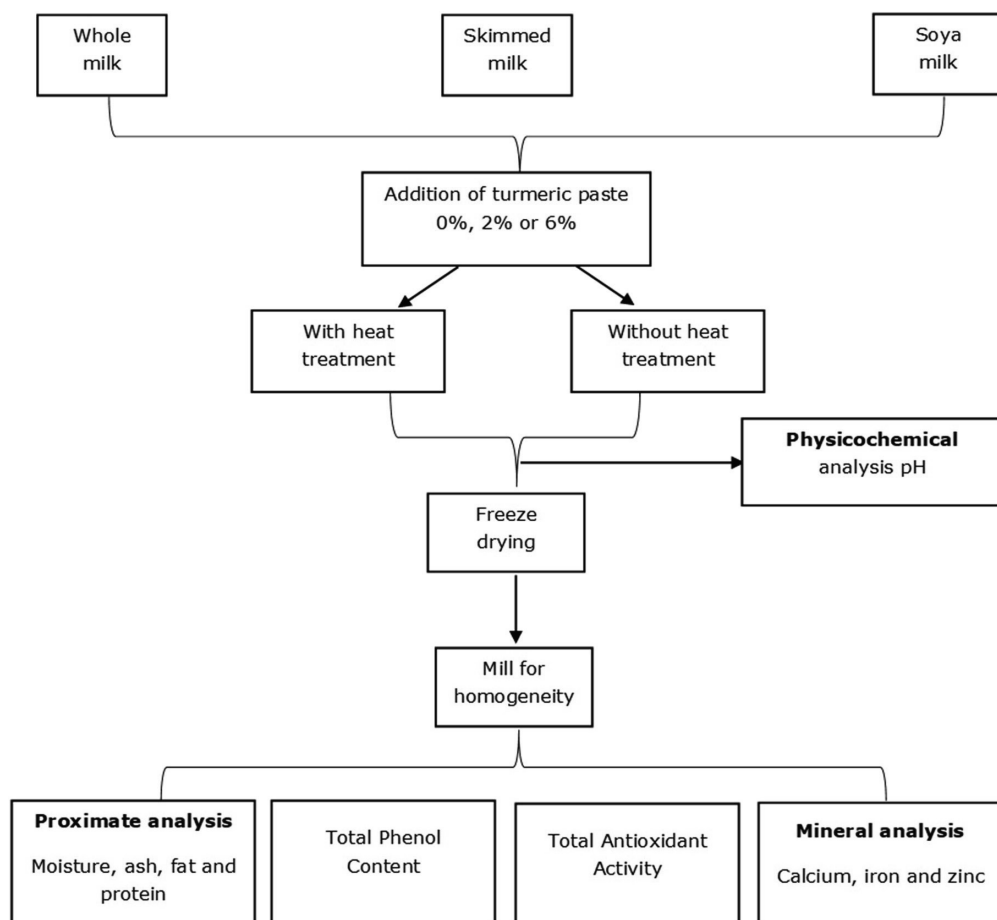 Whole
milk
Skimmed
milk
Soya
milk
Addition of turmeric paste
0%, 2% or 6%
With heat
treatment
Without heat
treatment
Physicochemical
analysis pH
Freeze
drying
Mill for
homogeneity
Proximate analysis
Moisture, ash, fat and
protein
Total Phenol
Content
Total Antioxidant
Activity
Mineral analysis
Calcium, iron and zinc